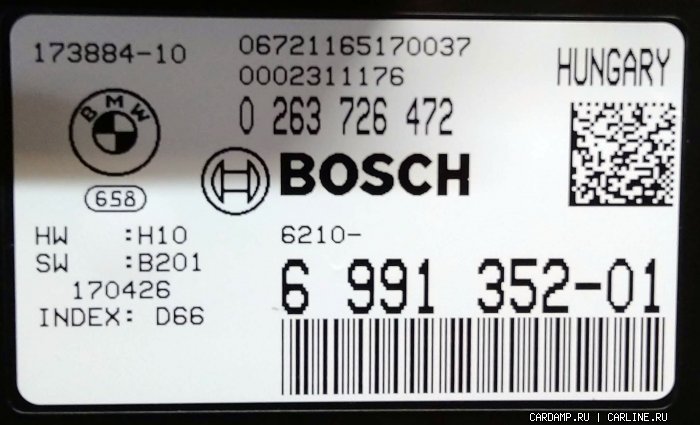 173884-10
06721165170037
0002311176
HUNGARY
0 263 726 472
BMW
BOSCH
658
HW :H10
SW :B201
170426
INDEX: D66
6210-
6 991 352-01
CARDAMP.RU | CARLINE.RU